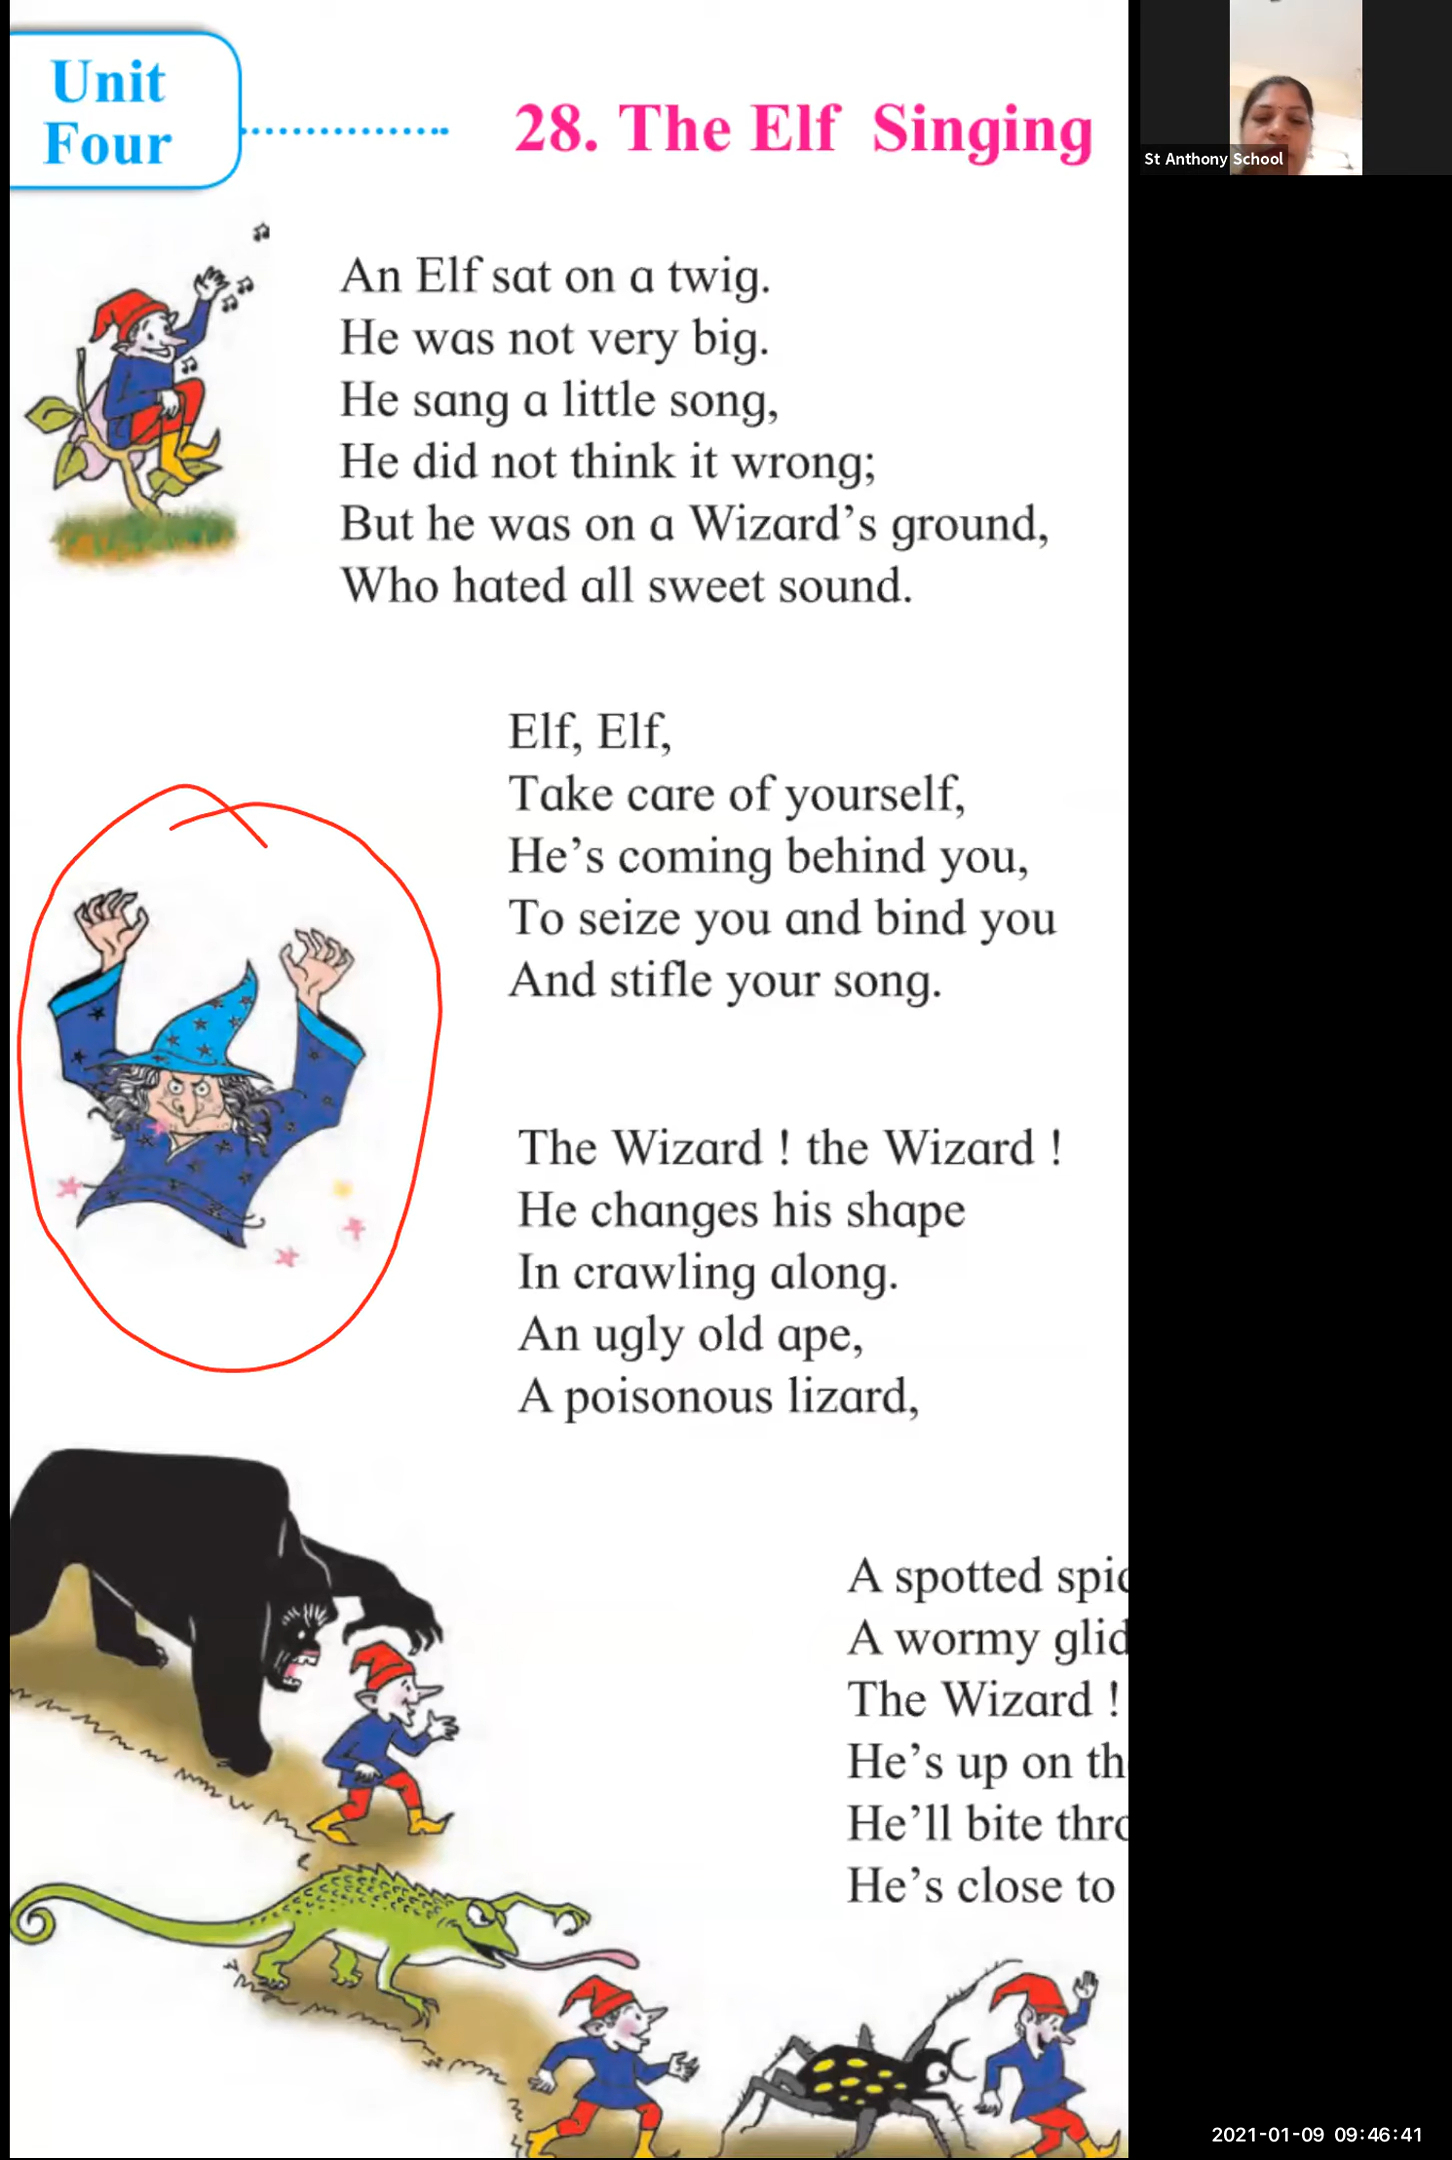 Unit
Four
28. The Elf Singing
St Anthony School
An Elf sat on a twig.
He was not very big.
He sang a little song,
He did not think it wrong;
But he was on a Wizard’s ground,
Who hated all sweet sound.
Elf, Elf,
Take care of yourself,
He’s coming behind you,
To seize you and bind you
And stifle your song.
The Wizard ! the Wizard !
He changes his shape
In crawling along.
An ugly old ape,
A poisonous lizard,
A spotted
A wormy
The Wizard !
He’s up on
He’ll bite
He’s close to
2021-01-09 09:46:41